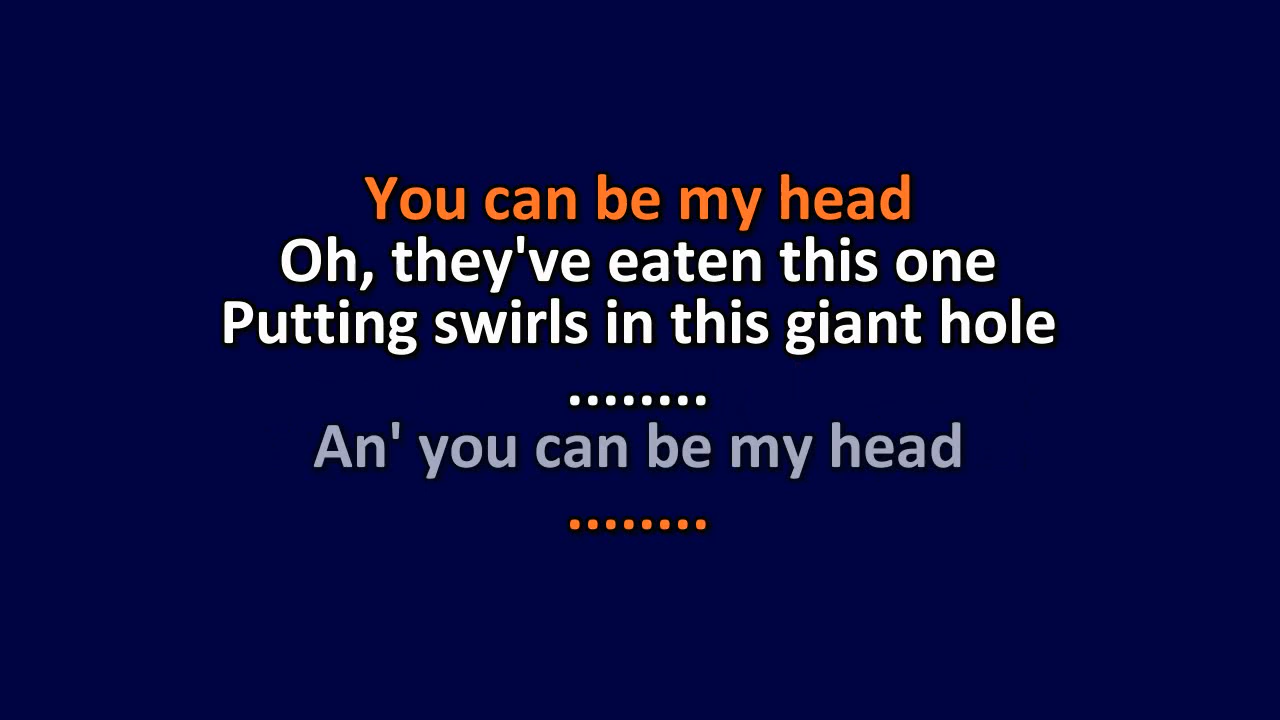 You can be my head
Oh, they've eaten this one
Putting swirls in this giant hole
........
An' you can be my head
........